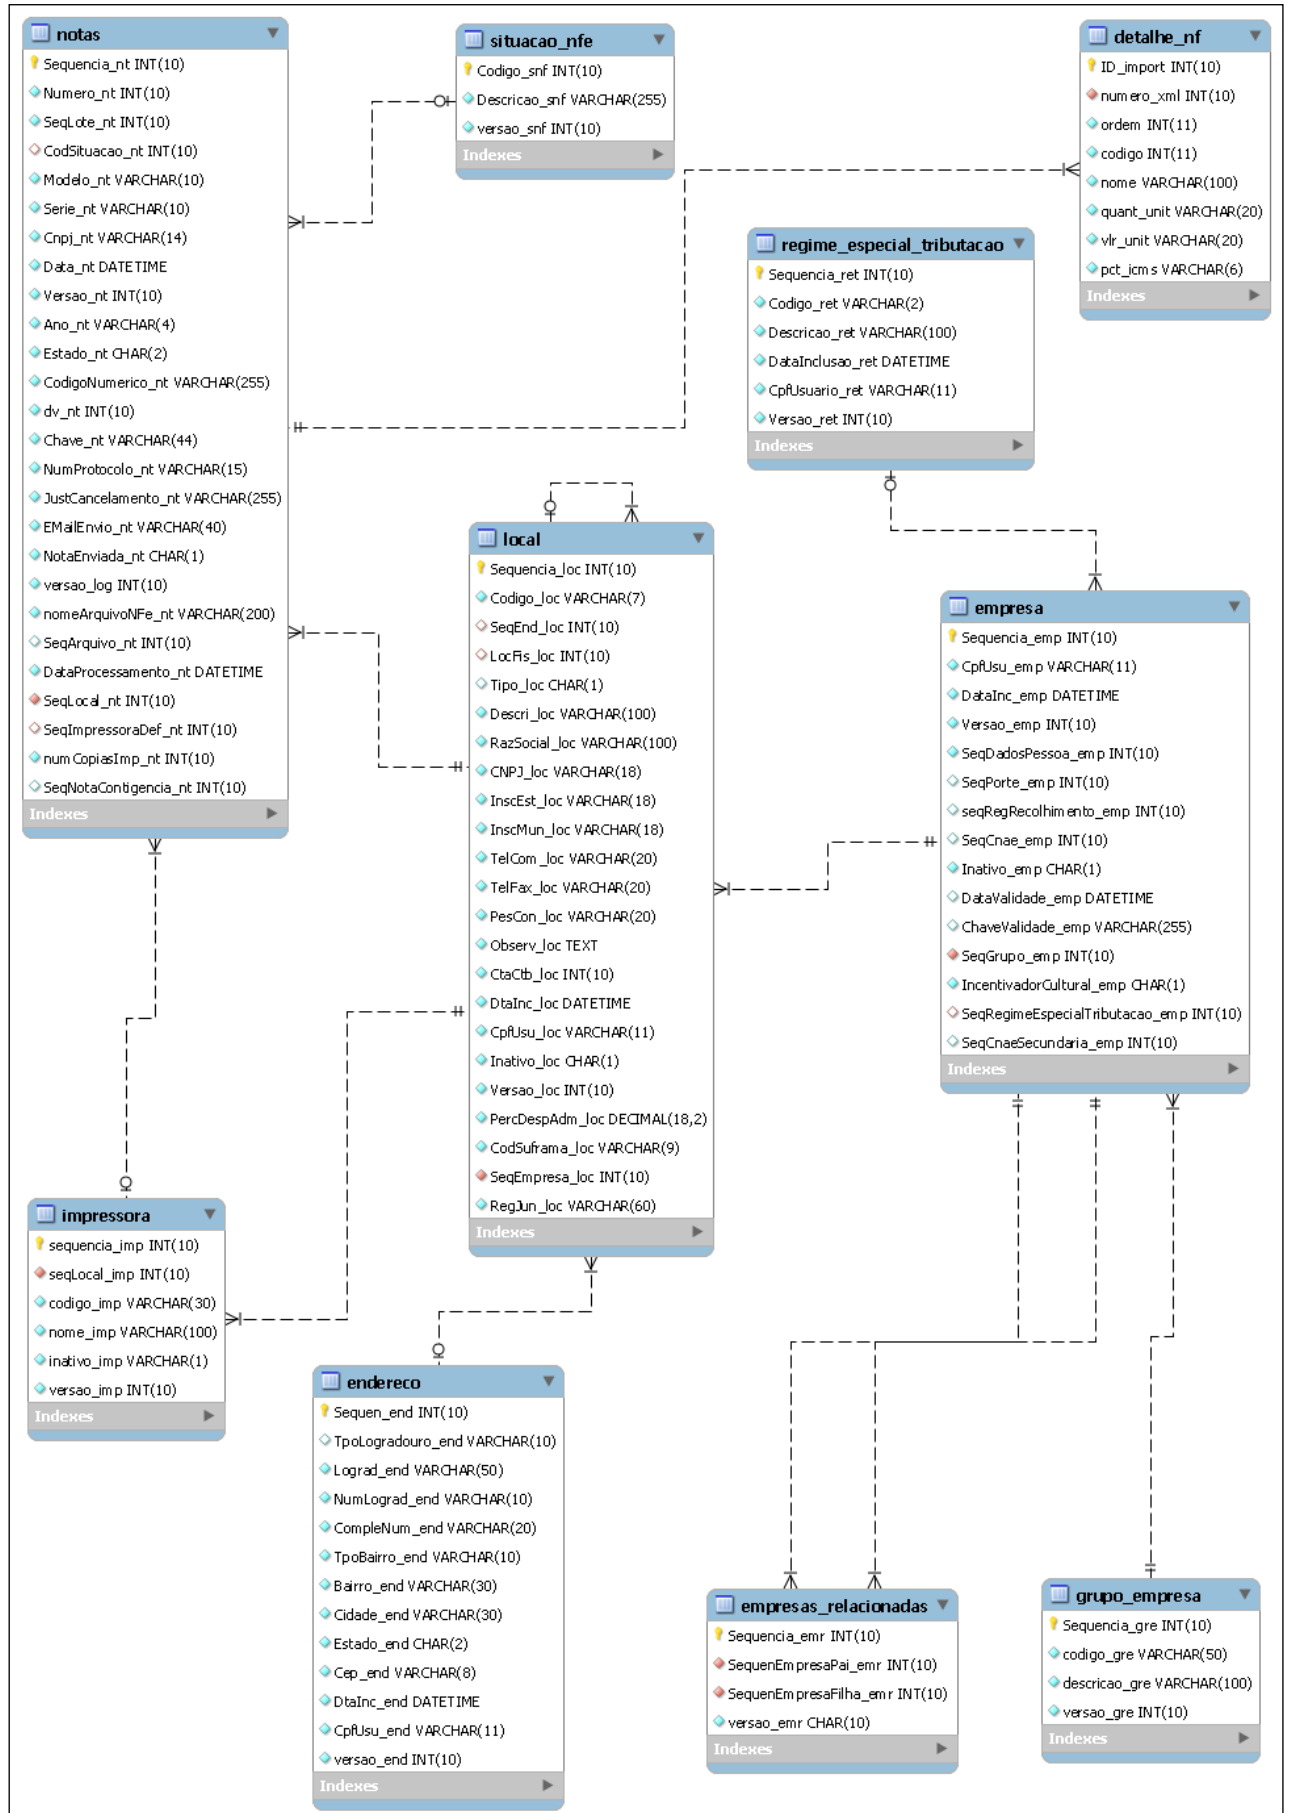 notas
Sequencia_nt INT(10)
Numero_nt INT(10)
SeqLote_nt INT(10)
CodSituacao_nt INT(10)
Modelo_nt VARCHAR(10)
Serie_nt VARCHAR(10)
Cnpj_nt VARCHAR(14)
Data_nt DATETIME
Versao_nt INT(10)
Ano_nt VARCHAR(4)
Estado_nt CHAR(2)
CodigoNumerico_nt VARCHAR(255)
dv_nt INT(10)
Chave_nt VARCHAR(44)
NumProtocolo_nt VARCHAR(15)
JustCancelamento_nt VARCHAR(255)
EMailEnvio_nt VARCHAR(40)
NotaEnviada_nt CHAR(1)
versao_log INT(10)
nomeArquivoNFe_nt VARCHAR(200)
SeqArquivo_nt INT(10)
DataProcessamento_nt DATETIME
SeqLocal_nt INT(10)
SeqImpressoraDef_nt INT(10)
numCopiasImp_nt INT(10)
SeqNotaContigencia_nt INT(10)
Indexes
situacao_nfe
Codigo_snf INT(10)
Descricao_snf VARCHAR(255)
versao_snf INT(10)
Indexes
detalhe_nf
ID_import INT(10)
numero_xml INT(10)
ordem INT(11)
codigo INT(11)
nome VARCHAR(100)
quant_unit VARCHAR(20)
vlr_unit VARCHAR(20)
pct_icms VARCHAR(6)
Indexes
regime_especial_tributacao
Sequencia_ret INT(10)
Codigo_ret VARCHAR(2)
Descricao_ret VARCHAR(100)
DataInclusao_ret DATETIME
CpfUsuario_ret VARCHAR(11)
Versao_ret INT(10)
Indexes
local
Sequencia_loc INT(10)
Codigo_loc VARCHAR(7)
SeqEnd_loc INT(10)
LocFis_loc INT(10)
Tipo_loc CHAR(1)
Descri_loc VARCHAR(100)
RazSocial_loc VARCHAR(100)
CNPJ_loc VARCHAR(18)
InscEst_loc VARCHAR(18)
InscMun_loc VARCHAR(18)
TelCom_loc VARCHAR(20)
TelFax_loc VARCHAR(20)
PesCon_loc VARCHAR(20)
Observ_loc TEXT
CtaCtb_loc INT(10)
DtaInc_loc DATETIME
CpfUsu_loc VARCHAR(11)
Inativo_loc CHAR(1)
Versao_loc INT(10)
PercDespAdm_loc DECIMAL(18,2)
CodSuframa_loc VARCHAR(9)
SeqEmpresa_loc INT(10)
RegJun_loc VARCHAR(60)
Indexes
empresa
Sequencia_emp INT(10)
CpfUsu_emp VARCHAR(11)
DataInc_emp DATETIME
Versao_emp INT(10)
SeqDadosPessoa_emp INT(10)
SeqPorte_emp INT(10)
seqRegRecolhimento_emp INT(10)
SeqCnae_emp INT(10)
Inativo_emp CHAR(1)
DataValidade_emp DATETIME
ChaveValidade_emp VARCHAR(255)
SeqGrupo_emp INT(10)
IncentivadorCultural_emp CHAR(1)
SeqRegimeEspecialTributacao_emp INT(10)
SeqCnaeSecundaria_emp INT(10)
Indexes
impressora
sequencia_imp INT(10)
seqLocal_imp INT(10)
codigo_imp VARCHAR(30)
nome_imp VARCHAR(100)
inativo_imp VARCHAR(1)
versao_imp INT(10)
Indexes
endereco
Sequen_end INT(10)
TpoLogradouro_end VARCHAR(10)
Lograd_end VARCHAR(50)
NumLograd_end VARCHAR(10)
CompleNum_end VARCHAR(20)
TpoBairro_end VARCHAR(10)
Bairro_end VARCHAR(30)
Cidade_end VARCHAR(30)
Estado_end CHAR(2)
Cep_end VARCHAR(8)
DtaInc_end DATETIME
CpfUsu_end VARCHAR(11)
versao_end INT(10)
Indexes
empresas_relacionadas
Sequencia_emr INT(10)
SequenEmpresaPai_emr INT(10)
SequenEmpresaFilha_emr INT(10)
versao_emr CHAR(10)
Indexes
grupo_empresa
Sequencia_gre INT(10)
codigo_gre VARCHAR(50)
descricao_gre VARCHAR(100)
versao_gre INT(10)
Indexes